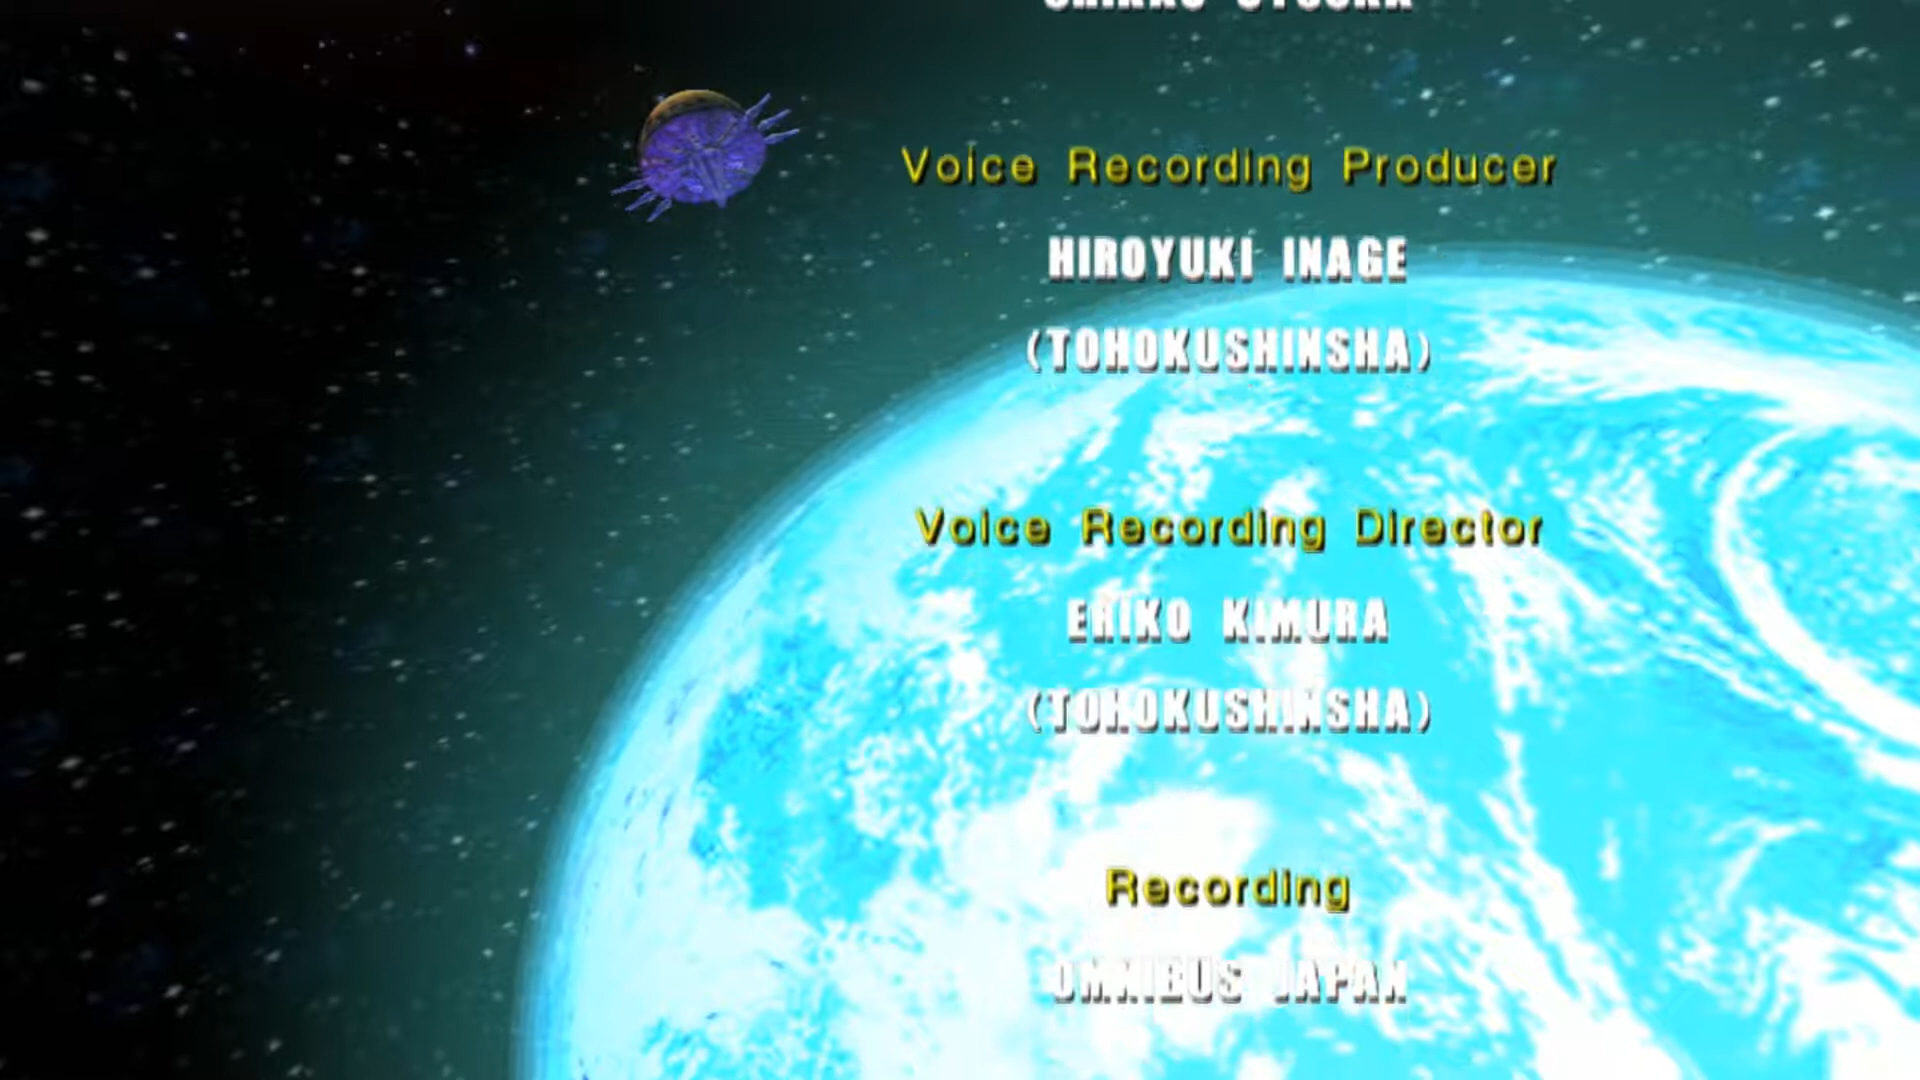 Voice Recording Producer
HIROYUKI INAGE
(TOHOKUSHINSHA)
Voice Recording Director
ERIKO KIMURA
(TOHOKUSHINSHA)
Recording
OMNIBUS JAPAN